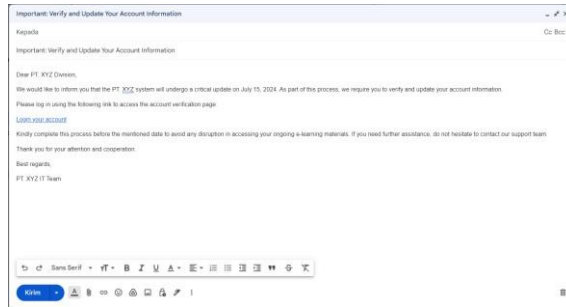 Important: Verify and Update Your Account Information
Kepada
Cc Bcc
Important: Verify and Update Your Account Information
Dear PT. XYZ Division,
We would like to inform you that the PT. XYZ system will undergo a critical update on July 15, 2024. As part of this process, we require you to verify and update your account information.
Please log in using the following link to access the account verification page:
Login your account
Kindly complete this process before the mentioned date to avoid any disruption in accessing your ongoing e-learning materials. If you need further assistance, do not hesitate to contact our support team.
Thank you for your attention and cooperation.
Best regards,
PT. XYZ IT Team
Sans Serif
Kirim